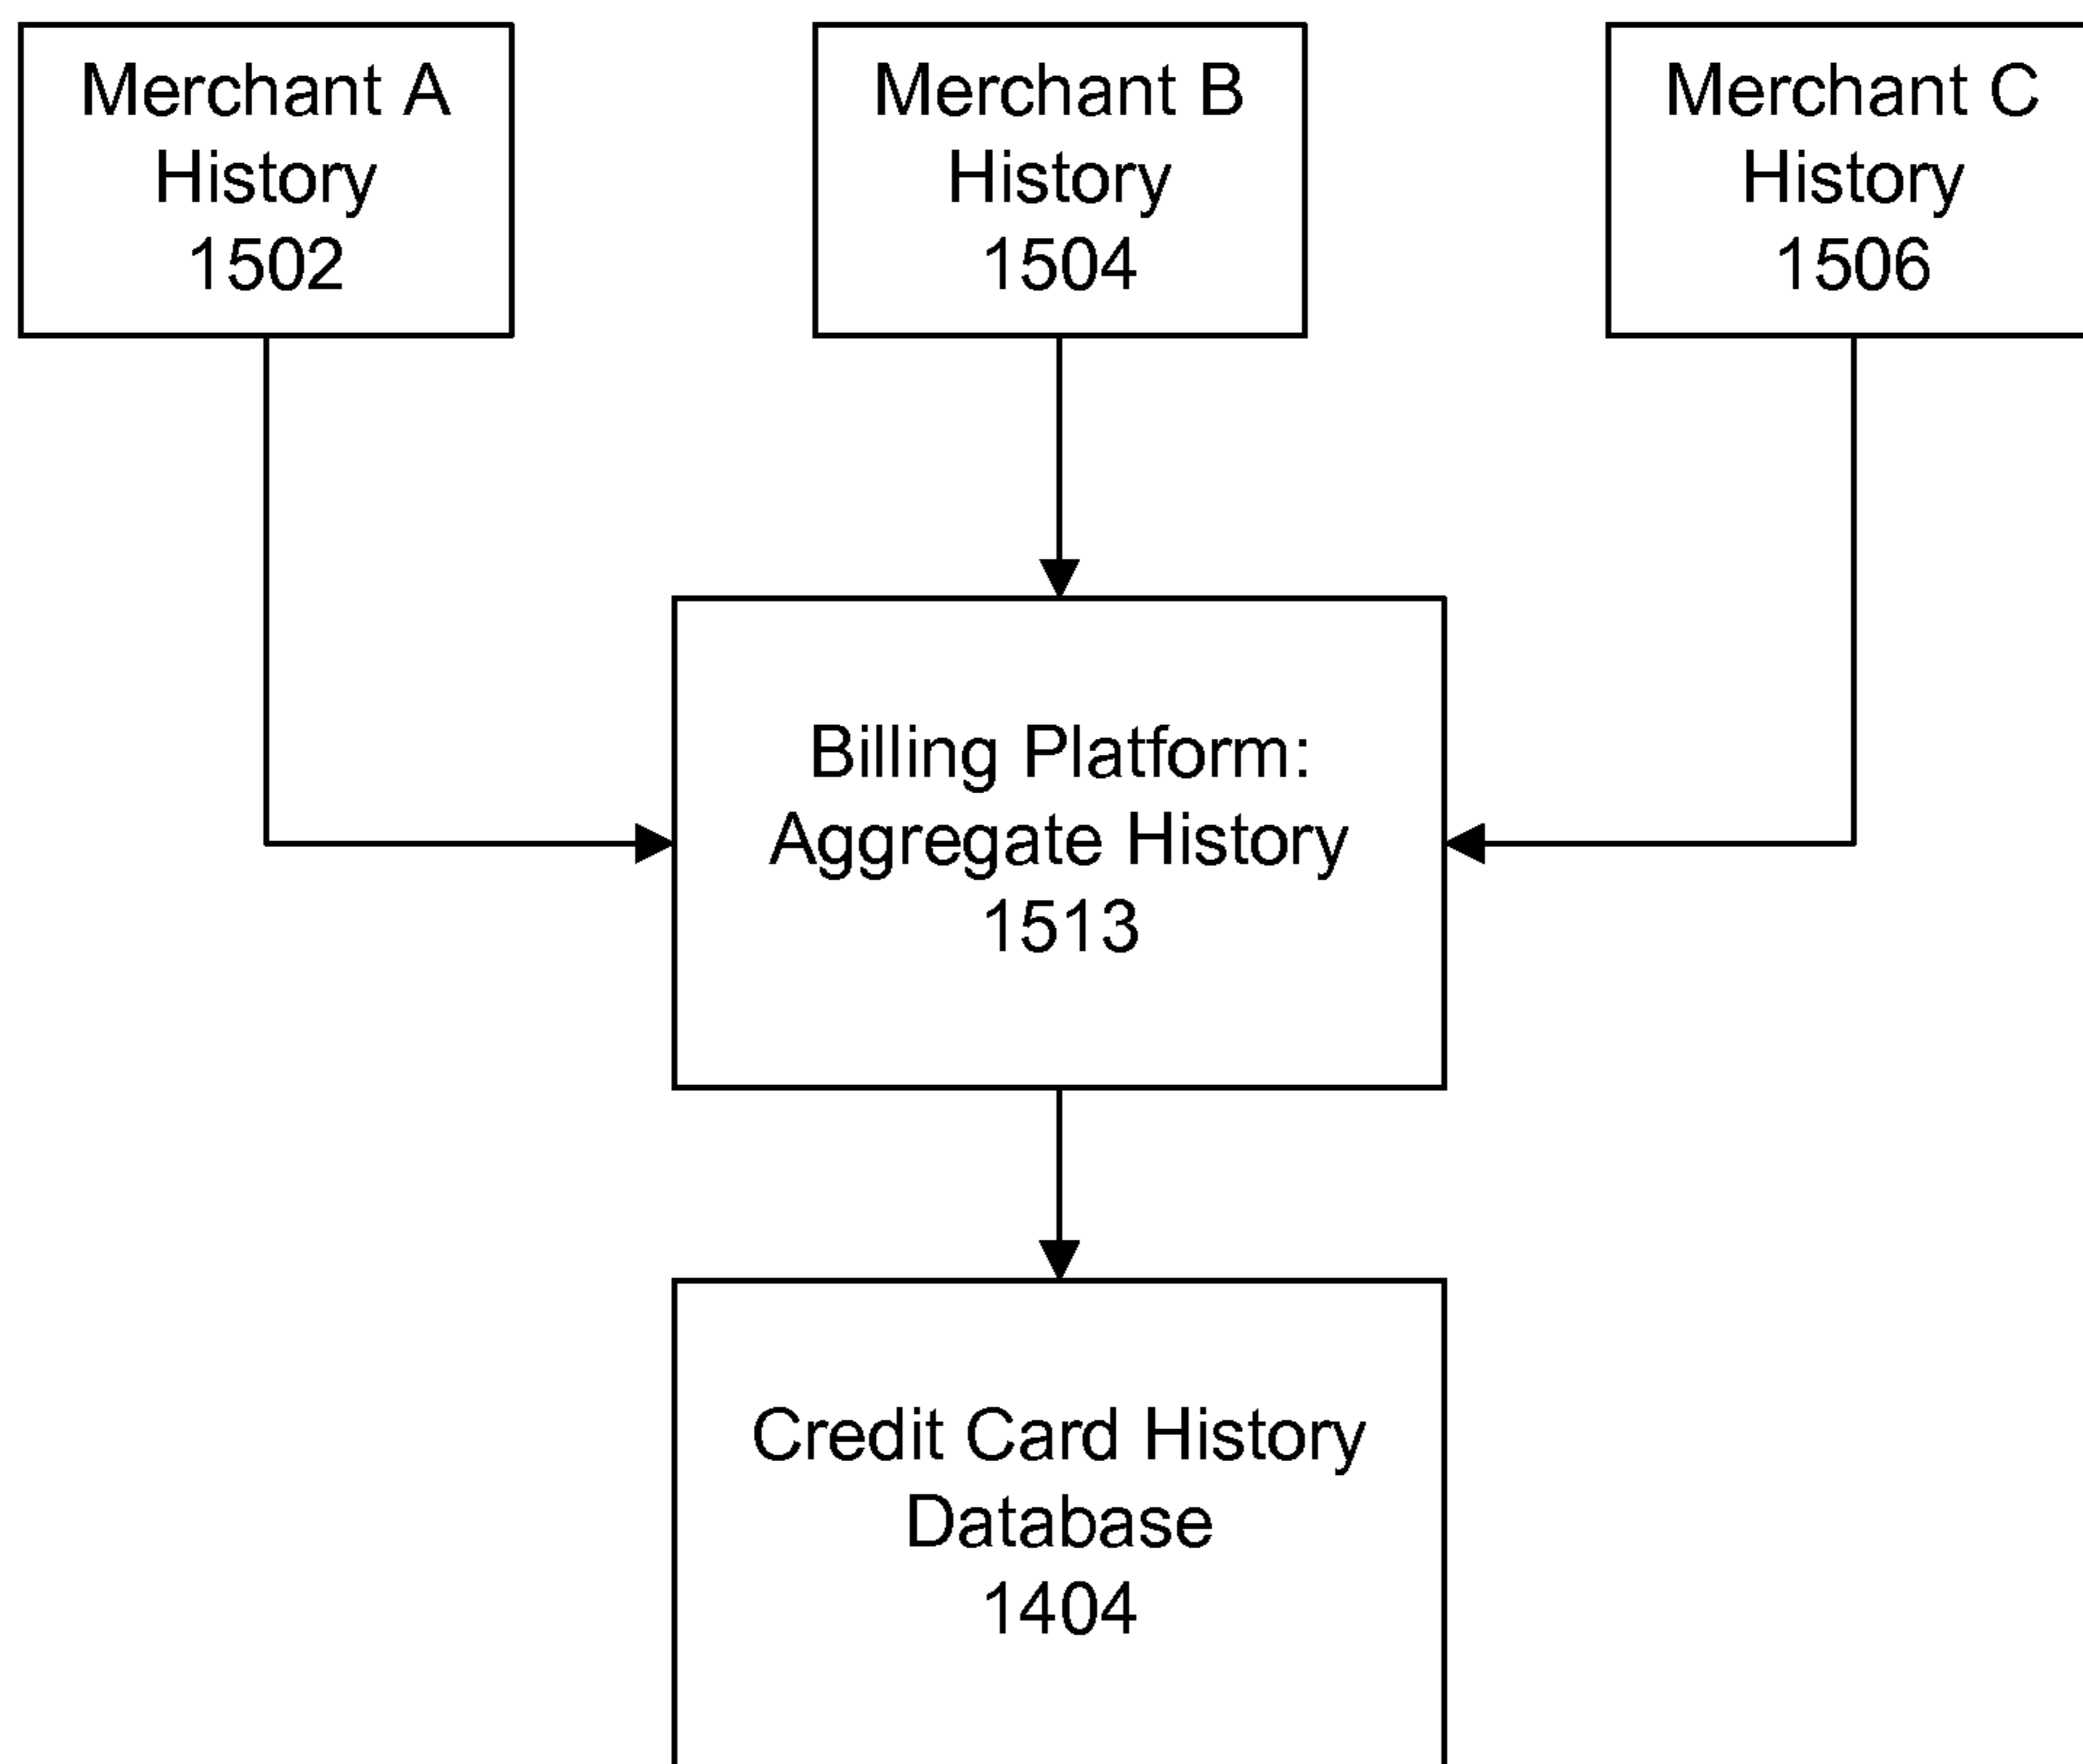 Merchant A
History
1502
Merchant B
History
1504
Merchant C
History
1506
Billing Platform:
Aggregate History
1513
Credit Card History
Database
1404